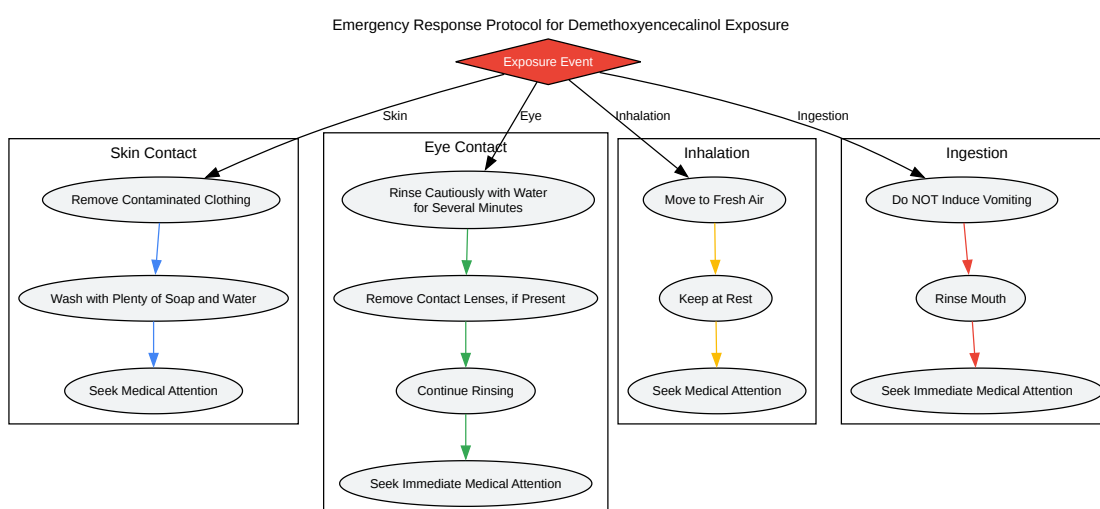 Emergency Response Protocol for Demethoxyencecalinol Exposure
Exposure Event
Skin
Eye
Inhalation
Ingestion
Skin Contact
Remove Contaminated Clothing
Wash with Plenty of Soap and Water
Seek Medical Attention
Eye Contact
Rinse Cautiously with Water
for Several Minutes
Remove Contact Lenses, if Present
Continue Rinsing
Seek Immediate Medical Attention
Inhalation
Move to Fresh Air
Keep at Rest
Seek Medical Attention
Ingestion
Do NOT Induce Vomiting
Rinse Mouth
Seek Immediate Medical Attention